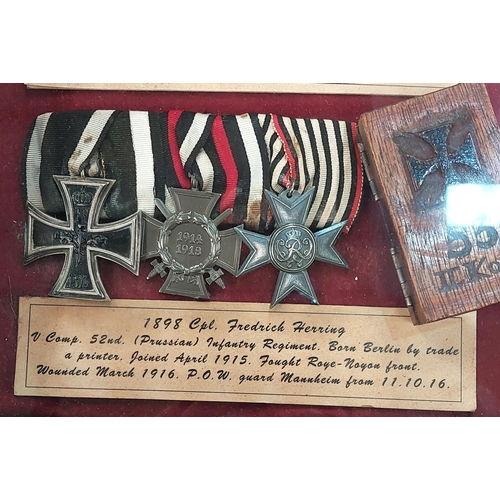 1914
1918
1898 Cpl. Fredrich Herring
V Comp. 52nd. (Prussian) Infantry Regiment. Born Berlin by trade
a printer. Joined April 1915. Fought Roye-Noyon front.
Wounded March 1916. P.O.W. guard Mannheim from 11.10.16.